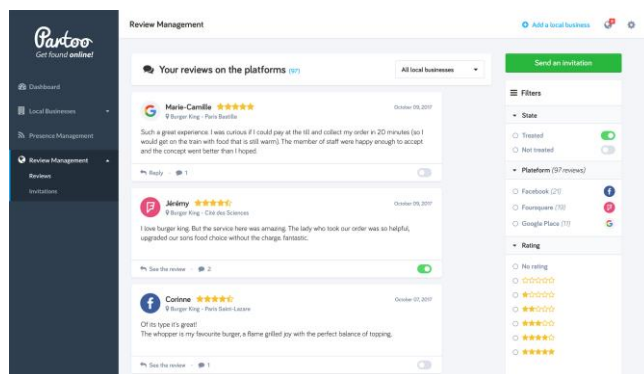 Partoo
Get found online!
Dashboard
Local Businesses
Presence Management
Review Management
Reviews
Invitations
Review Management
Add a local business
Your reviews on the platforms (97)
All local businesses
Marie-Camille
October 09, 2017
Burger King - Paris Bastille
Such a great experience. I was curious if I could pay at the till and collect my order in 20 minutes (so I
would get on the train with food that is still warm). The member of staff were happy enough to accept
and the concept went better than I hoped.
Reply · 1
Jérémy
October 09, 2017
Burger King - Cité des Sciences
I love burger king. But the service here was amazing. The lady who took our order was so helpful,
upgraded our sons food choice without the charge. fantastic.
See the review · 2
Corinne
October 07, 2017
Burger King - Paris Saint-Lazare
Of its type it's great!
The whopper is my favourite burger, a flame grilled joy with the perfect balance of topping.
See the review · 1
Send an invitation
Filters
State
Treated
Not treated
Plateform (97 reviews)
Facebook (21)
Foursquare
Google Place
Rating
No rating